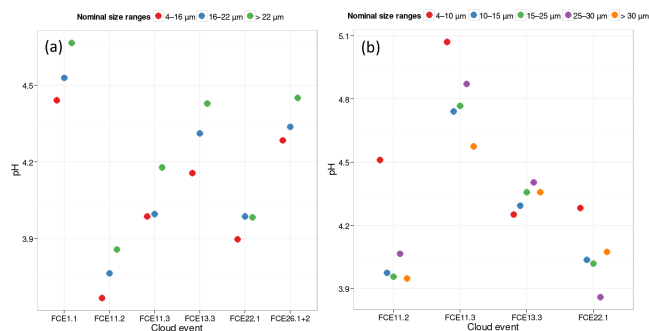 Nominal size ranges 4–16 μm 16–22 μm > 22 μm
(a)
4.5
4.2
3.9
pH
FCE1.1 FCE11.2 FCE11.3 FCE13.3 FCE22.1 FCE26.1+2
Cloud event
Nominal size ranges 4–10 μm 10–15 μm 15–25 μm 25–30 μm > 30 μm
(b)
5.1
4.8
4.5
4.2
3.9
pH
FCE11.2 FCE11.3 FCE13.3 FCE22.1
Cloud event